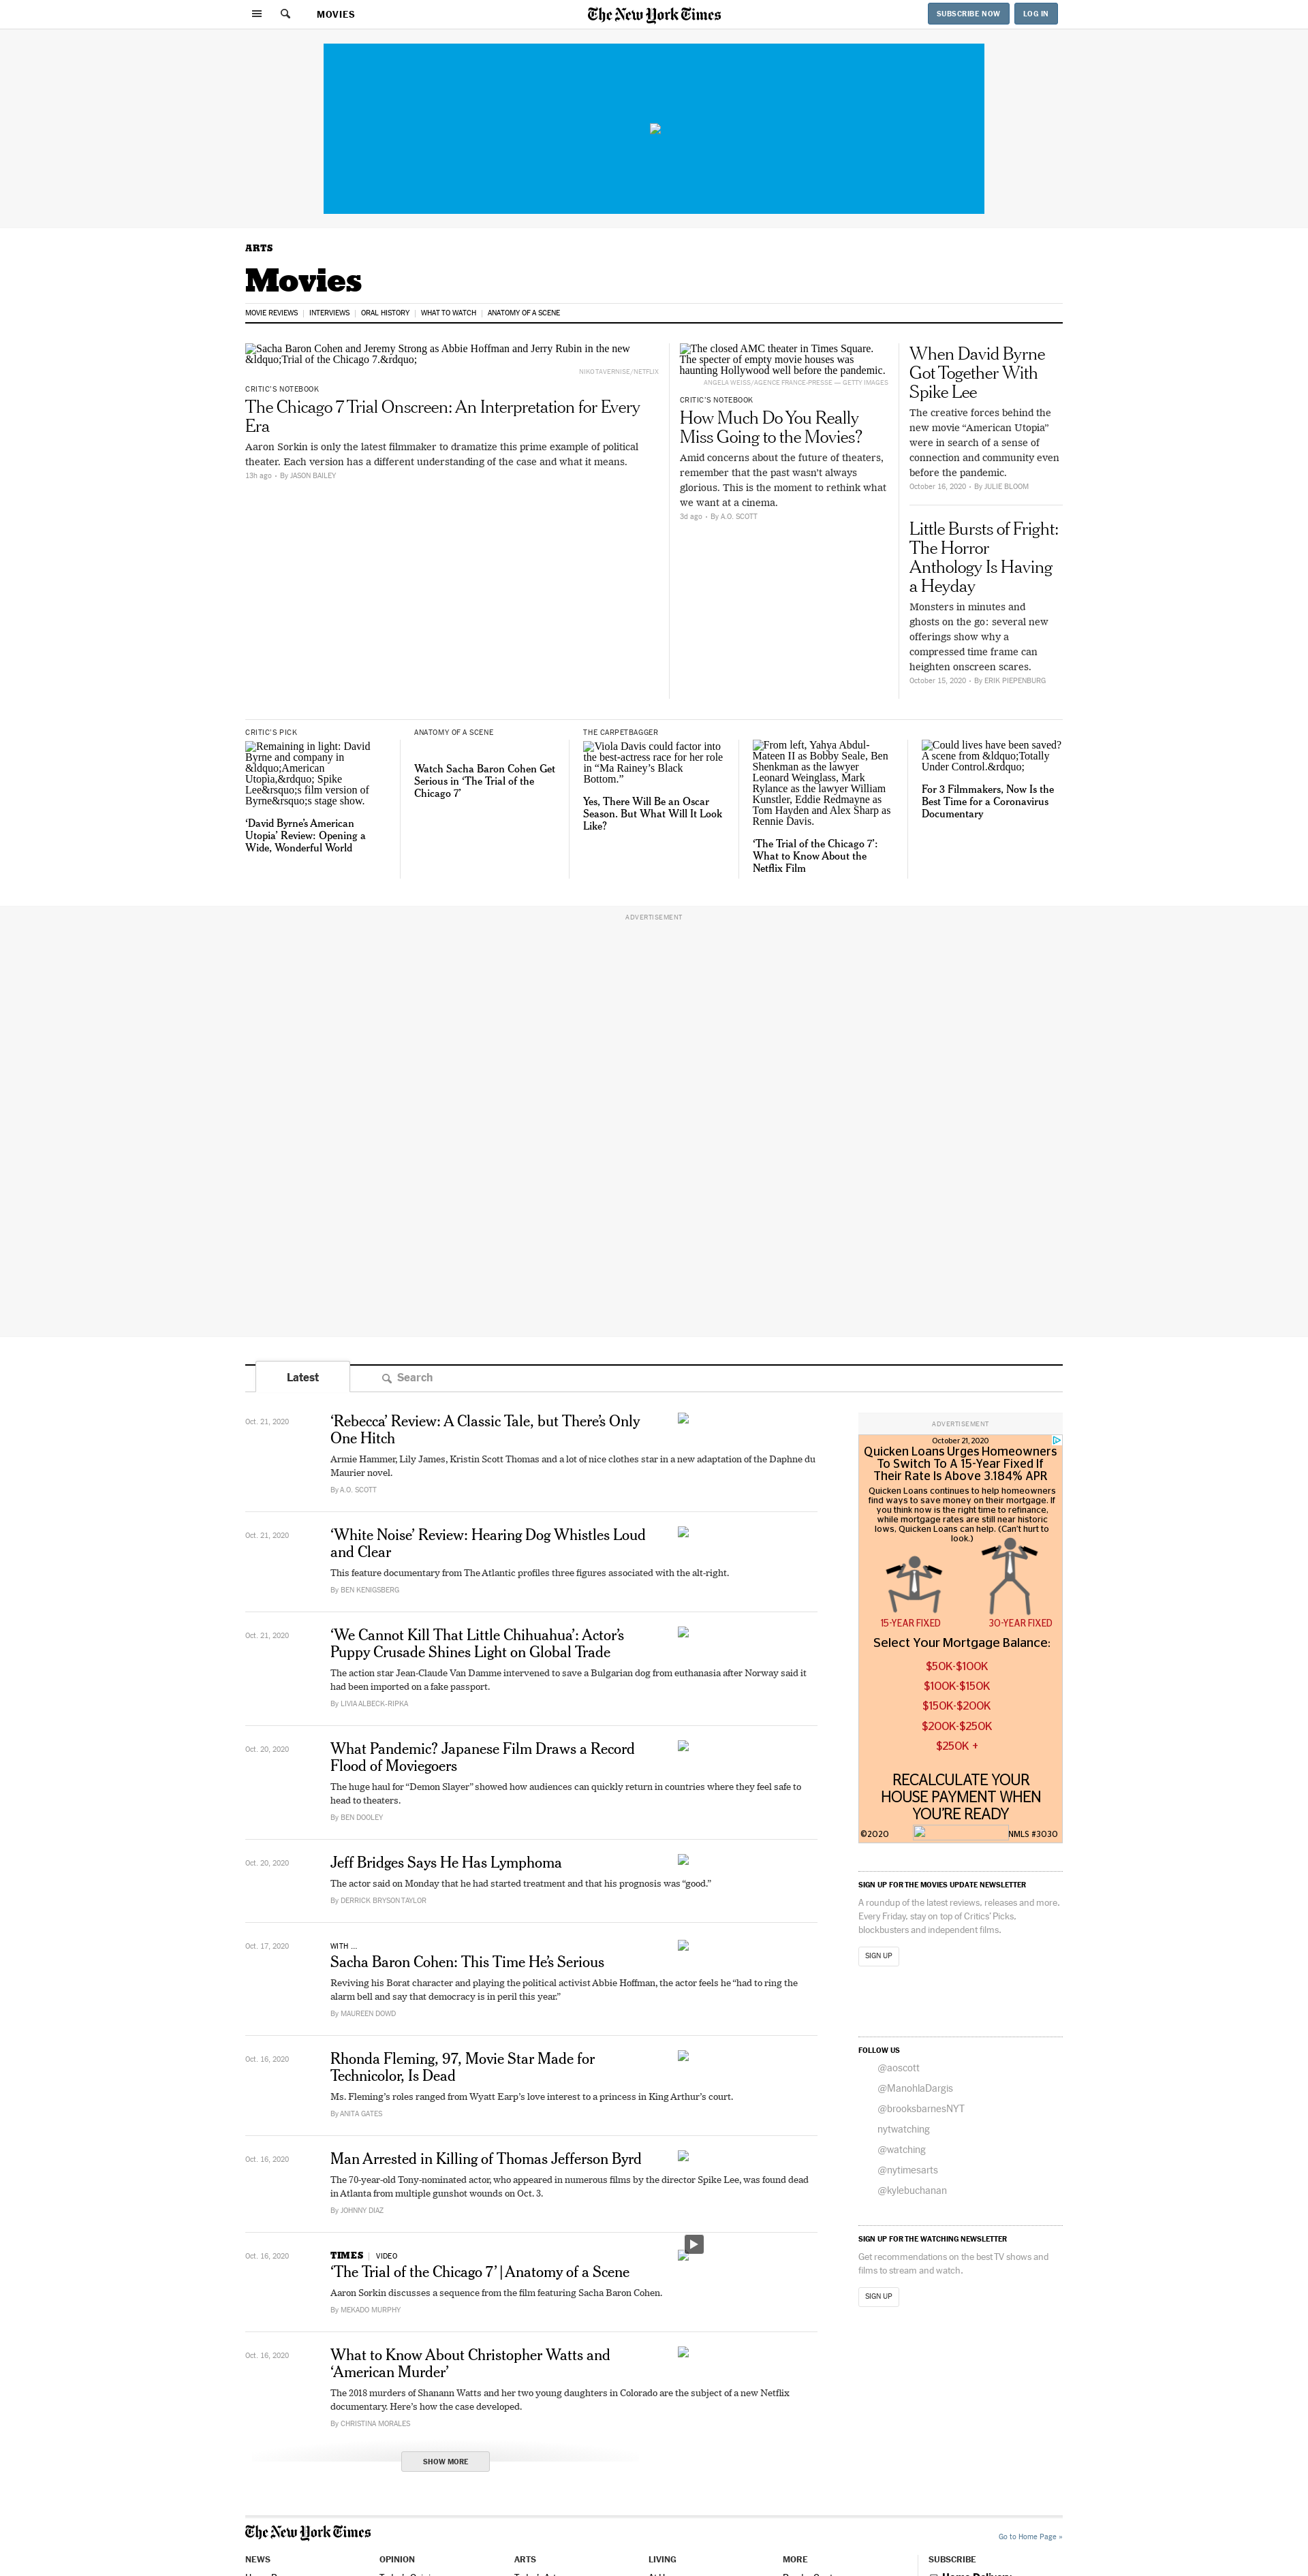 MOVIES
The New York Times
SUBSCRIBE NOW
LOG IN
ARTS
Movies
MOVIE REVIEWS | INTERVIEWS | ORAL HISTORY | WHAT TO WATCH | ANATOMY OF A SCENE
Sacha Baron Cohen and Jeremy Strong as Abbie Hoffman and Jerry Rubin in the new
&ldquo;Trial of the Chicago 7.&rdquo;
NIKO TAVERNISE/NETFLIX
CRITIC'S NOTEBOOK
The Chicago 7 Trial Onscreen: An Interpretation for Every
Era
Aaron Sorkin is only the latest filmmaker to dramatize this prime example of political
theater. Each version has a different understanding of the case and what it means.
13h ago • By JASON BAILEY
The closed AMC theater in Times Square.
The specter of empty movie houses was
haunting Hollywood well before the pandemic.
ANGELA WEISS/AGENCE FRANCE-PRESSE — GETTY IMAGES
CRITIC'S NOTEBOOK
How Much Do You Really
Miss Going to the Movies?
Amid concerns about the future of theaters,
remember that the past wasn't always
glorious. This is the moment to rethink what
we want at a cinema.
3d ago • By A.O. SCOTT
When David Byrne
Got Together With
Spike Lee
The creative forces behind the
new movie “American Utopia”
were in search of a sense of
connection and community even
before the pandemic.
October 16, 2020 • By JULIE BLOOM
Little Bursts of Fright:
The Horror
Anthology Is Having
a Heyday
Monsters in minutes and
ghosts on the go: several new
offerings show why a
compressed time frame can
heighten onscreen scares.
October 15, 2020 • By ERIK PIEPENBURG
CRITIC'S PICK
Remaining in light: David
Byrne and company in
&ldquo;American
Utopia,&rdquo; Spike
Lee&rsquo;s film version of
Byrne&rsquo;s stage show.
‘David Byrne’s American
Utopia’ Review: Opening a
Wide, Wonderful World
ANATOMY OF A SCENE
Watch Sacha Baron Cohen Get
Serious in ‘The Trial of the
Chicago 7’
THE CARPETBAGGER
Viola Davis could factor into
the best-actress race for her role
in “Ma Rainey’s Black
Bottom.”
Yes, There Will Be an Oscar
Season. But What Will It Look
Like?
From left, Yahya Abdul-
Mateen II as Bobby Seale, Ben
Shenkman as the lawyer
Leonard Weinglass, Mark
Rylance as the lawyer William
Kunstler, Eddie Redmayne as
Tom Hayden and Alex Sharp as
Rennie Davis.
‘The Trial of the Chicago 7’:
What to Know About the
Netflix Film
Could lives have been saved?
A scene from &ldquo;Totally
Under Control.&rdquo;
For 3 Filmmakers, Now Is the
Best Time for a Coronavirus
Documentary
ADVERTISEMENT
Latest
Search
Oct. 21, 2020
‘Rebecca’ Review: A Classic Tale, but There’s Only
One Hitch
Armie Hammer, Lily James, Kristin Scott Thomas and a lot of nice clothes star in a new adaptation of the Daphne du
Maurier novel.
By A.O. SCOTT
Oct. 21, 2020
‘White Noise’ Review: Hearing Dog Whistles Loud
and Clear
This feature documentary from The Atlantic profiles three figures associated with the alt-right.
By BEN KENIGSBERG
Oct. 21, 2020
‘We Cannot Kill That Little Chihuahua’: Actor’s
Puppy Crusade Shines Light on Global Trade
The action star Jean-Claude Van Damme intervened to save a Bulgarian dog from euthanasia after Norway said it
had been imported on a fake passport.
By LIVIA ALBECK-RIPKA
Oct. 20, 2020
What Pandemic? Japanese Film Draws a Record
Flood of Moviegoers
The huge haul for “Demon Slayer” showed how audiences can quickly return in countries where they feel safe to
head to theaters.
By BEN DOOLEY
Oct. 20, 2020
Jeff Bridges Says He Has Lymphoma
The actor said on Monday that he had started treatment and that his prognosis was “good.”
By DERRICK BRYSON TAYLOR
Oct. 17, 2020
WITH ...
Sacha Baron Cohen: This Time He’s Serious
Reviving his Borat character and playing the political activist Abbie Hoffman, the actor feels he “had to ring the
alarm bell and say that democracy is in peril this year.”
By MAUREEN DOWD
Oct. 16, 2020
Rhonda Fleming, 97, Movie Star Made for
Technicolor, Is Dead
Ms. Fleming’s roles ranged from Wyatt Earp’s love interest to a princess in King Arthur’s court.
By ANITA GATES
Oct. 16, 2020
Man Arrested in Killing of Thomas Jefferson Byrd
The 70-year-old Tony-nominated actor, who appeared in numerous films by the director Spike Lee, was found dead
in Atlanta from multiple gunshot wounds on Oct. 3.
By JOHNNY DIAZ
Oct. 16, 2020
TIMES | VIDEO
‘The Trial of the Chicago 7’ | Anatomy of a Scene
Aaron Sorkin discusses a sequence from the film featuring Sacha Baron Cohen.
By MEKADO MURPHY
Oct. 16, 2020
What to Know About Christopher Watts and
‘American Murder’
The 2018 murders of Shanann Watts and her two young daughters in Colorado are the subject of a new Netflix
documentary. Here’s how the case developed.
By CHRISTINA MORALES
SHOW MORE
ADVERTISEMENT
October 21, 2020
Quicken Loans Urges Homeowners
To Switch To A 15-Year Fixed If
Their Rate Is Above 3.184% APR
Quicken Loans continues to help homeowners
find ways to save money on their mortgage. If
you think now is the right time to refinance,
while mortgage rates are still near historic
lows, Quicken Loans can help. (Can't hurt to
look.)
15-YEAR FIXED
30-YEAR FIXED
Select Your Mortgage Balance:
$50K-$100K
$100K-$150K
$150K-$200K
$200K-$250K
$250K +
RECALCULATE YOUR
HOUSE PAYMENT WHEN
YOU'RE READY
©2020
NMLS #3030
SIGN UP FOR THE MOVIES UPDATE NEWSLETTER
A roundup of the latest reviews, releases and more.
Every Friday, stay on top of Critics’ Picks,
blockbusters and independent films.
SIGN UP
FOLLOW US
@aoscott
@ManohlaDargis
@brooksbarnesNYT
nytwatching
@watching
@nytimesarts
@kylebuchanan
SIGN UP FOR THE WATCHING NEWSLETTER
Get recommendations on the best TV shows and
films to stream and watch.
SIGN UP
The New York Times
Go to Home Page »
NEWS
OPINION
ARTS
LIVING
MORE
SUBSCRIBE